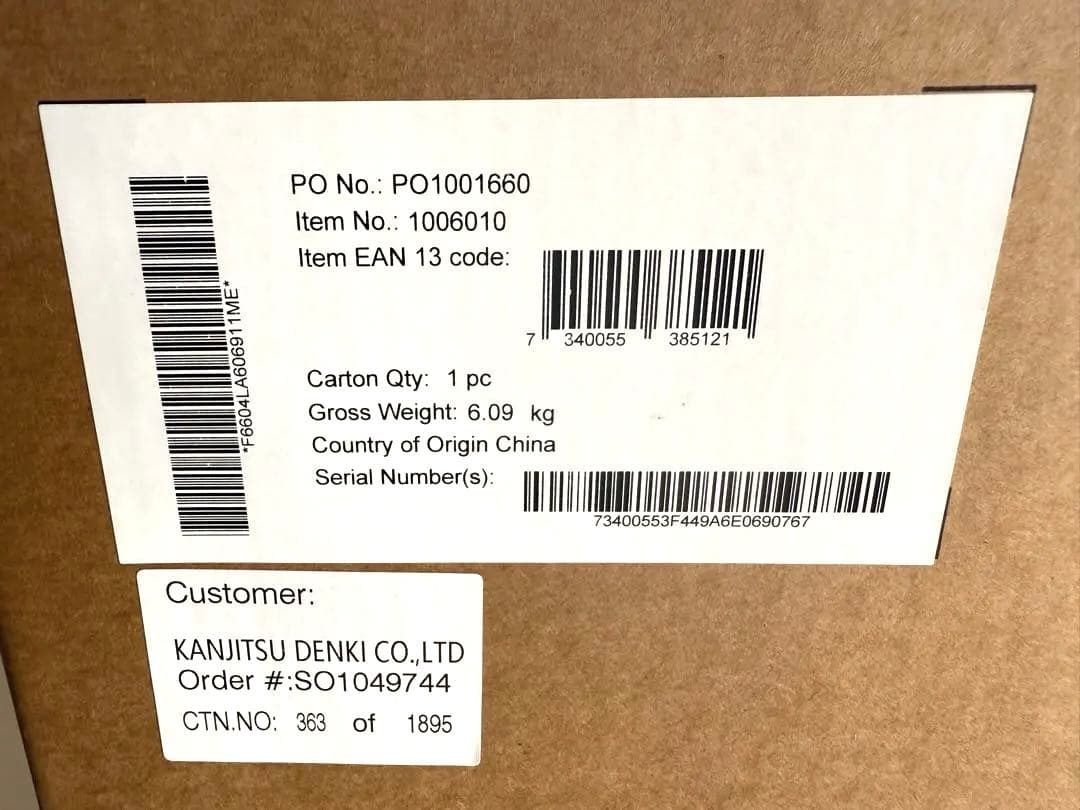 PO No.: PO1001660
Item No.: 1006010
Item EAN 13 code:
7 340055 385121
Carton Qty: 1 pc
Gross Weight: 6.09 kg
Country of Origin China
Serial Number(s):
73400553F449A6E0690767
*F6604LA606911ME*
Customer:
KANJITSU DENKI CO.,LTD
Order #:SO1049744
CTN.NO: 363 of 1895